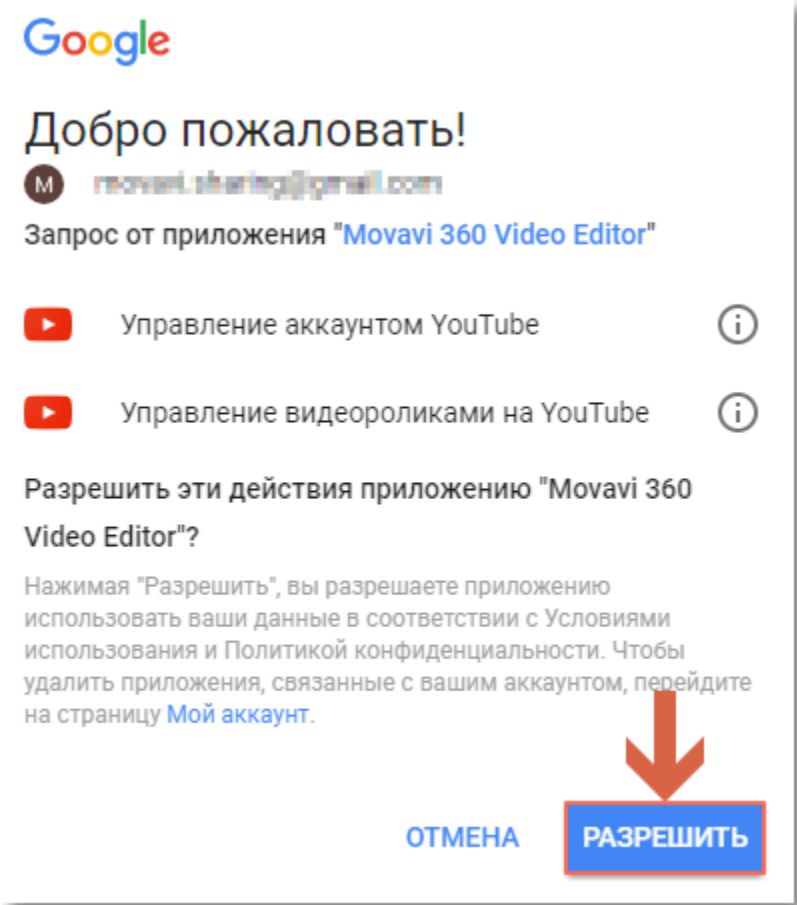 Google
Добро пожаловать!
M
Запрос от приложения "Movavi 360 Video Editor"
Управление аккаунтом YouTube
Управление видеороликами на YouTube
Разрешить эти действия приложению "Movavi 360
Video Editor"?
Нажимая "Разрешить", вы разрешаете приложению
использовать ваши данные в соответствии с Условиями
использования и Политикой конфиденциальности. Чтобы
удалить приложения, связанные с вашим аккаунтом, перейдите
на страницу Мой аккаунт.
ОТМЕНА РАЗРЕШИТЬ